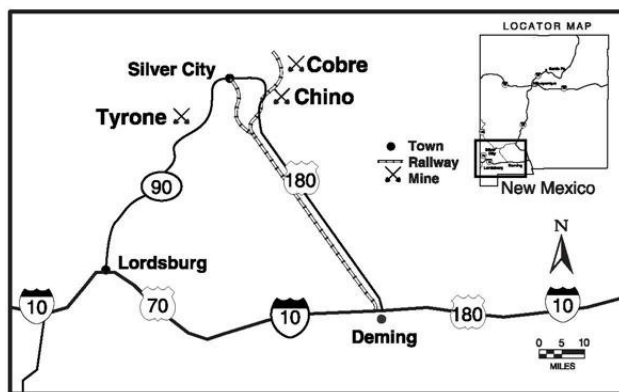 LOCATOR MAP
Silver City
Cobre
Chino
Tyrone
Town
Railway
Mine
90
180
New Mexico
N
Lordsburg
10
70
10
Deming
180
10
0 5 10
MILES